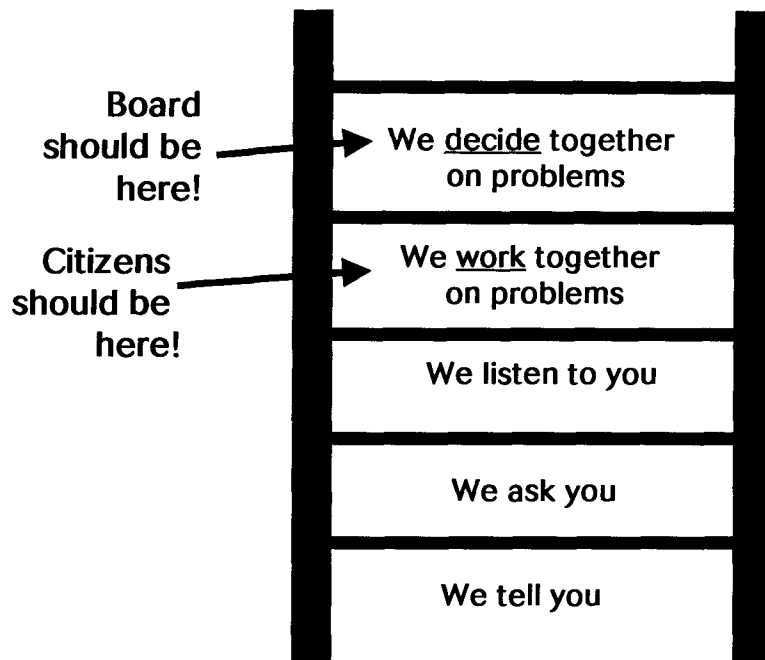 Board
should be
here!
We decide together
on problems
Citizens
should be
here!
We work together
on problems
We listen to you
We ask you
We tell you